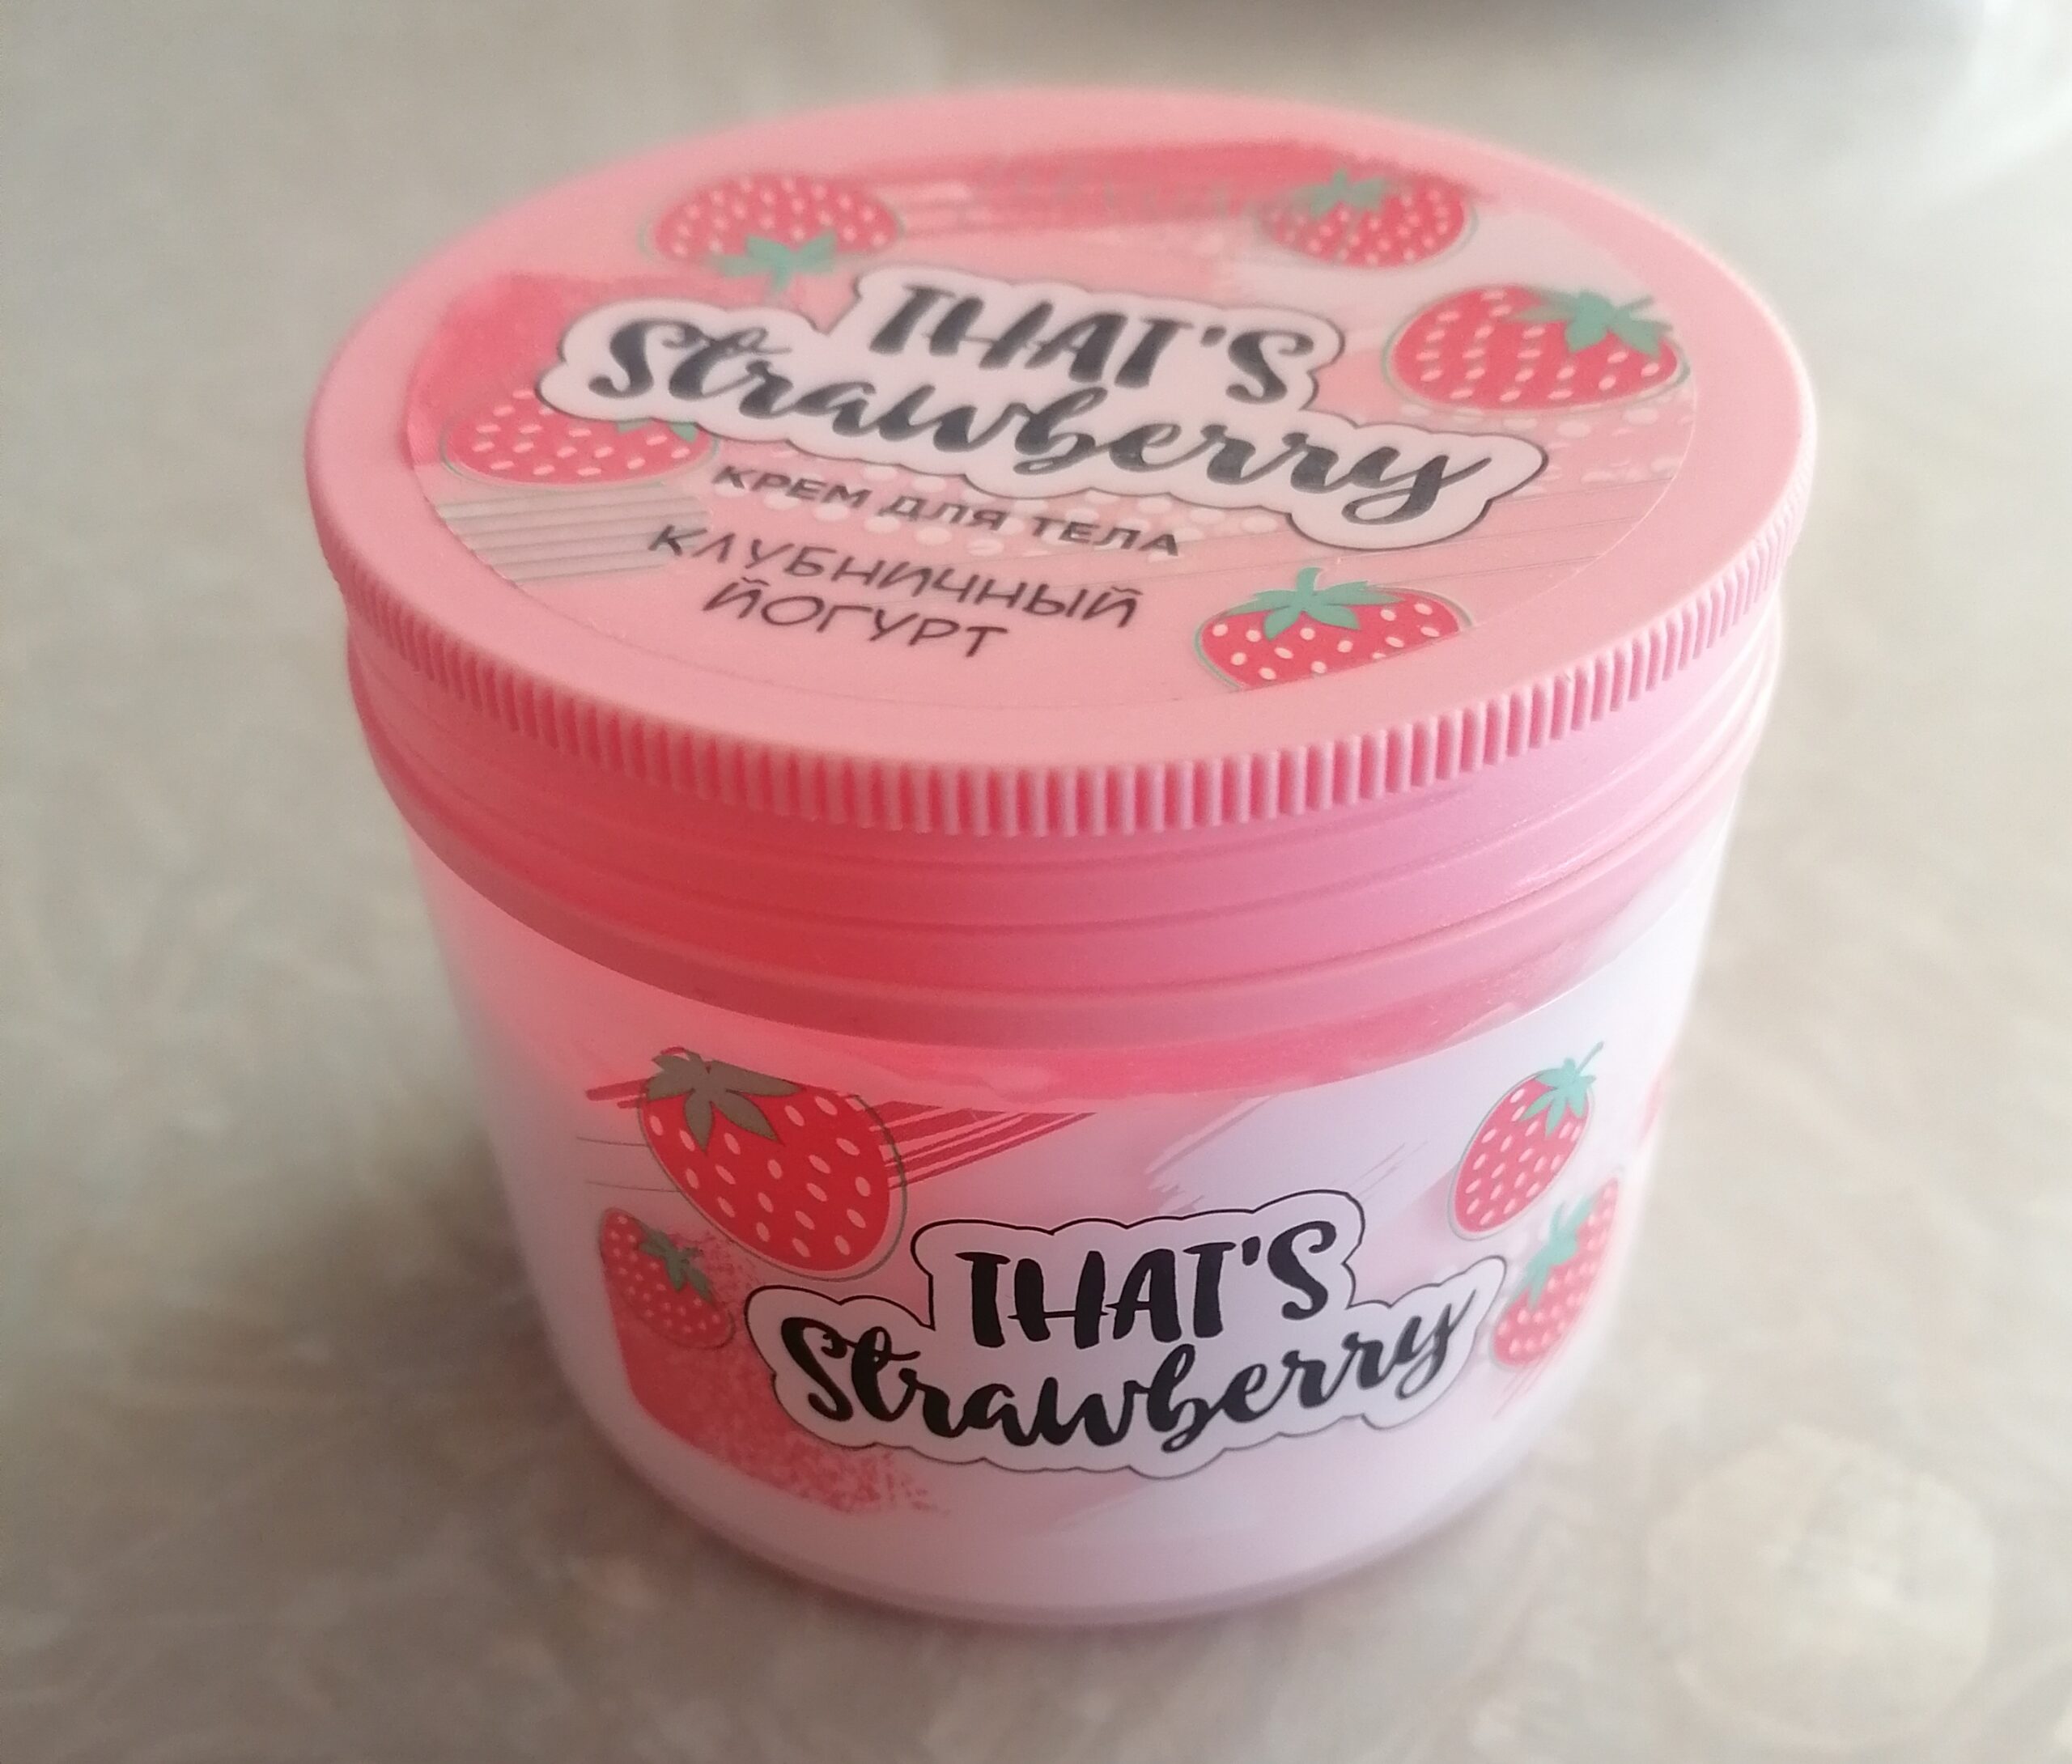 THAT'S
Strawberry
КРЕМ ДЛЯ ТЕЛА
КЛУБНИЧНЫЙ
ЙОГУРТ
THAT'S
Strawberry